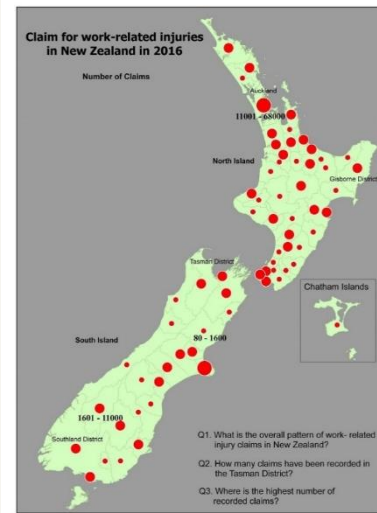 Claim for work-related injuries
in New Zealand in 2016
Number of Claims
Auckland
11001 - 68000
North Island
Gisborne District
Tasman District
Chatham Islands
South Island
80 - 1600
1601 - 11000
Southland District
Q1. What is the overall pattern of work- related
injury claims in New Zealand?
Q2. How many claims have been recorded in
the Tasman District?
Q3. Where is the highest number of
recorded claims?